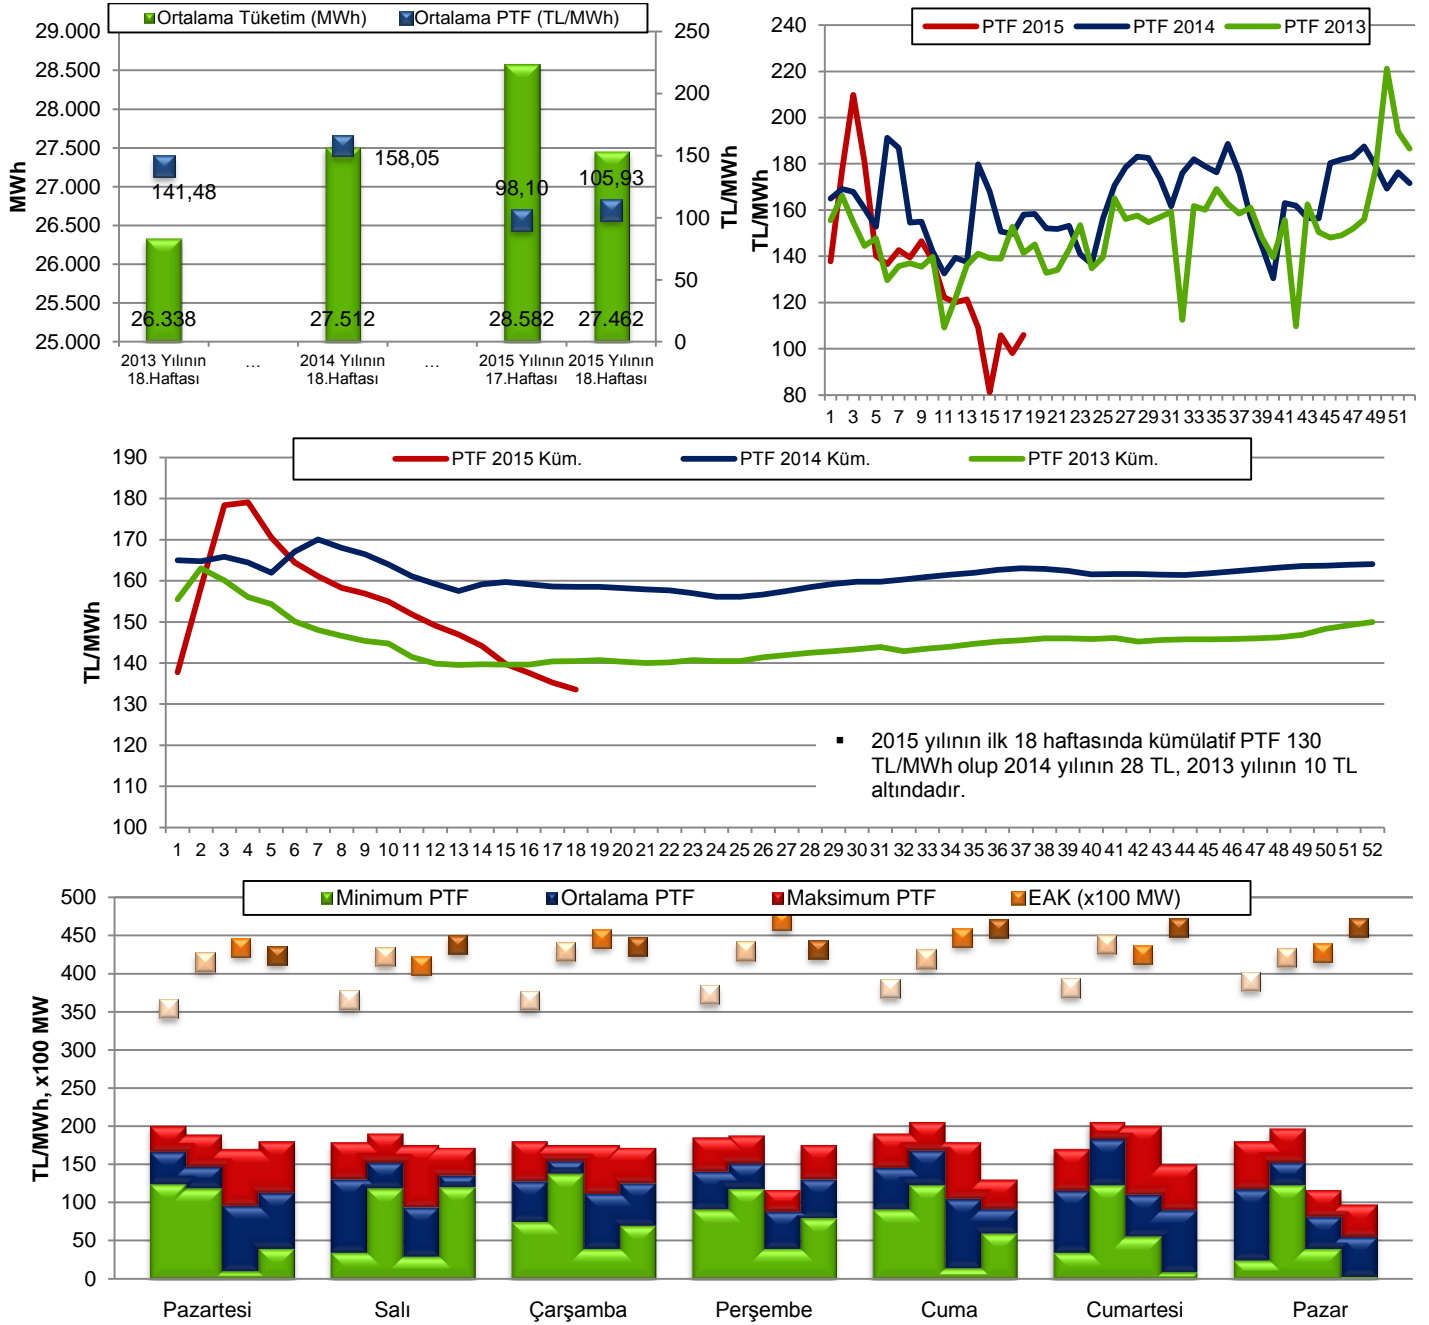 Ortalama Tüketim (MWh) Ortalama PTF (TL/MWh)
29.000
28.500
28.000
27.500
27.000
26.500
26.000
25.500
25.000
MWh
250
200
150
100
50
0
TL/MWh
141,48
158,05
98,10
105,93
26.338
27.512
28.582
27.462
2013 Yılının
18.Haftası
...
2014 Yılının
18.Haftası
...
2015 Yılının
17.Haftası
2015 Yılının
18.Haftası
PTF 2015 PTF 2014 PTF 2013
240
220
200
180
160
140
120
100
80
TL/MWh
1 3 5 7 9 11 13 15 17 19 21 23 25 27 29 31 33 35 37 39 41 43 45 47 49 51
PTF 2015 Küm. PTF 2014 Küm. PTF 2013 Küm.
190
180
170
160
150
140
130
120
110
100
TL/MWh
▪ 2015 yılının ilk 18 haftasında kümülatif PTF 130
TL/MWh olup 2014 yılının 28 TL, 2013 yılının 10 TL
altındadır.
1 2 3 4 5 6 7 8 9 10 11 12 13 14 15 16 17 18 19 20 21 22 23 24 25 26 27 28 29 30 31 32 33 34 35 36 37 38 39 40 41 42 43 44 45 46 47 48 49 50 51 52
Minimum PTF Ortalama PTF Maksimum PTF EAK (x100 MW)
500
450
400
350
300
250
200
150
100
50
0
TL/MWh, x100 MW
Pazartesi Salı Çarşamba Perşembe Cuma Cumartesi Pazar